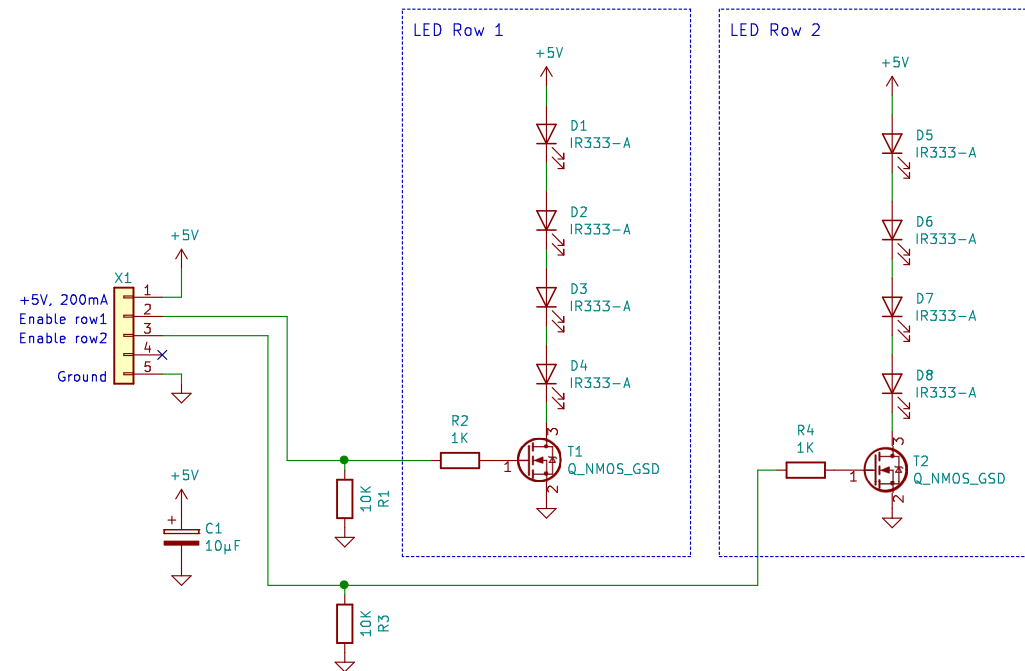 LED Row 1
+5V
D1
IR333-A
D2
IR333-A
D3
IR333-A
D4
IR333-A
R2
1K
1
3
2
T1
Q_NMOS_GSD
LED Row 2
+5V
D5
IR333-A
D6
IR333-A
D7
IR333-A
D8
IR333-A
R4
1K
1
3
2
T2
Q_NMOS_GSD
+5V
X1
+5V, 200mA
1
Enable row1
2
Enable row2
3
4
Ground
5
10K
R1
+5V
+
C1
10µF
10K
R3